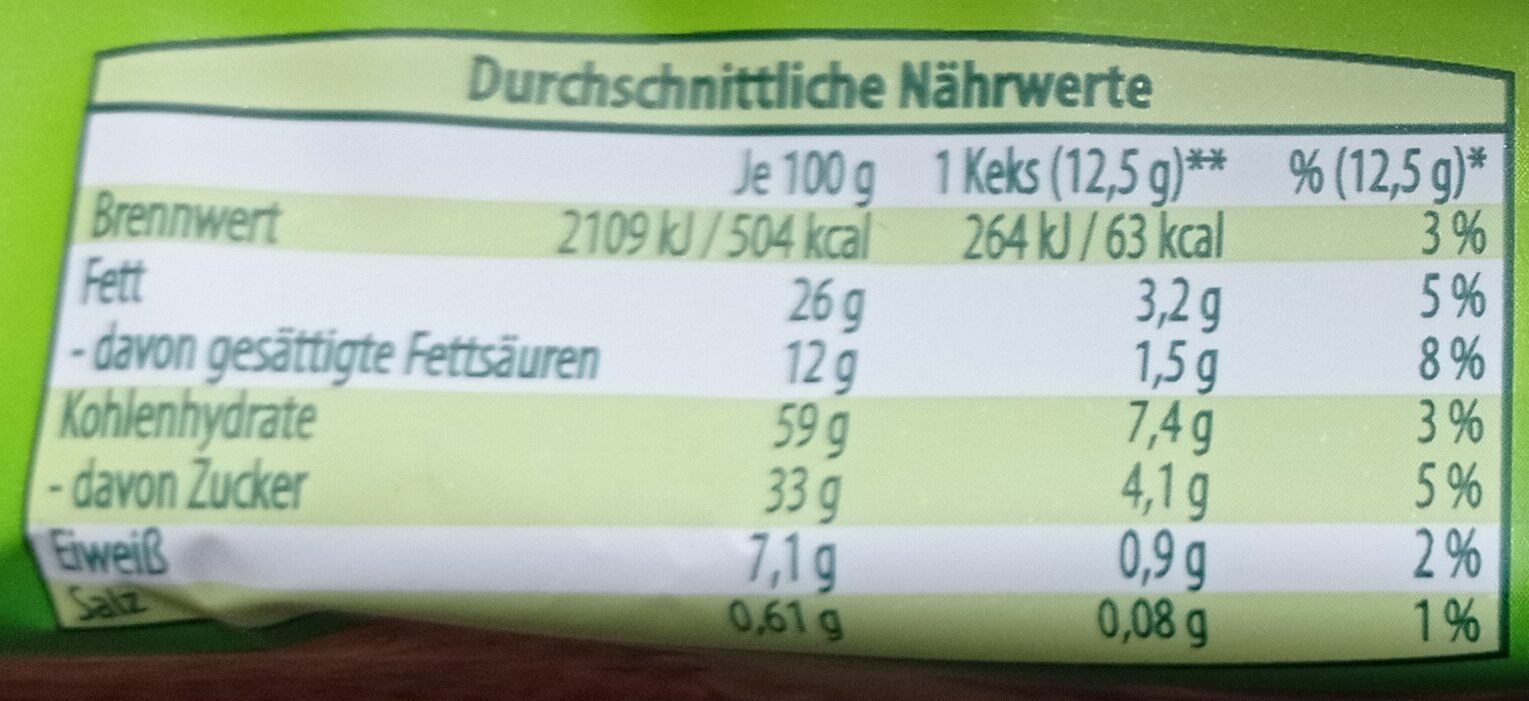 Durchschnittliche Nährwerte
Je 100 g 1 Keks (12,5 g)** % (12,5 g)*
Brennwert 2109 kJ / 504 kcal 264 kJ / 63 kcal 3 %
Fett 26 g 3,2 g 5 %
- davon gesättigte Fettsäuren 12 g 1,5 g 8 %
Kohlenhydrate 59 g 7,4 g 3 %
- davon Zucker 33 g 4,1 g 5 %
Eiweiß 7,1 g 0,9 g 2 %
Salz 0,61 g 0,08 g 1 %